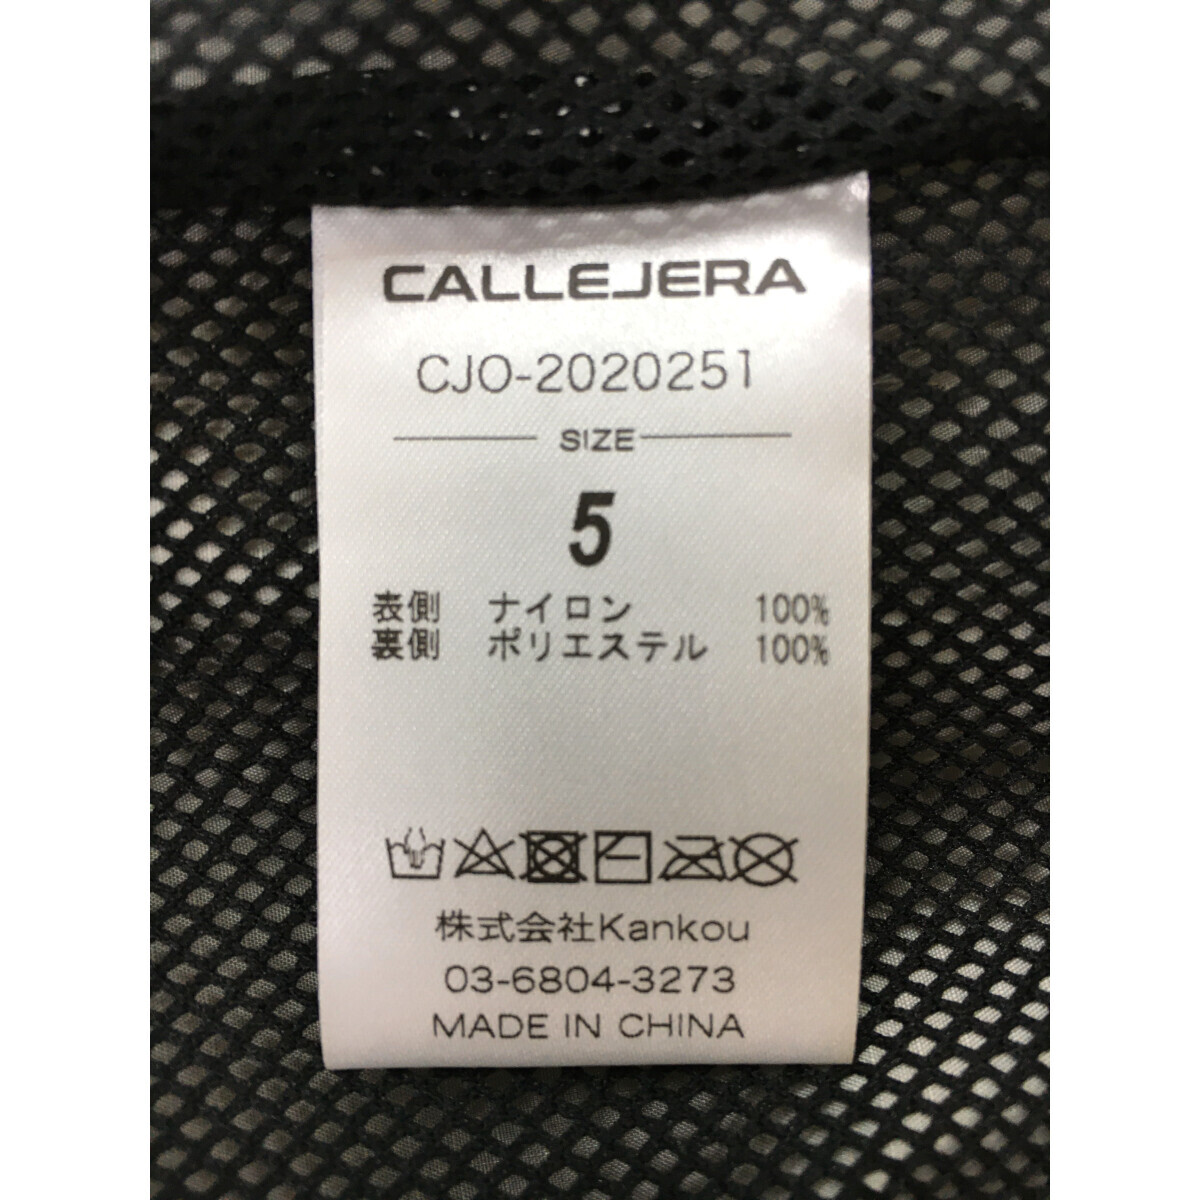 CALLEJERA
CJO-2020251
SIZE
5
表側 ナイロン 100%
裏側 ポリエステル 100%
株式会社Kankou
03-6804-3273
MADE IN CHINA